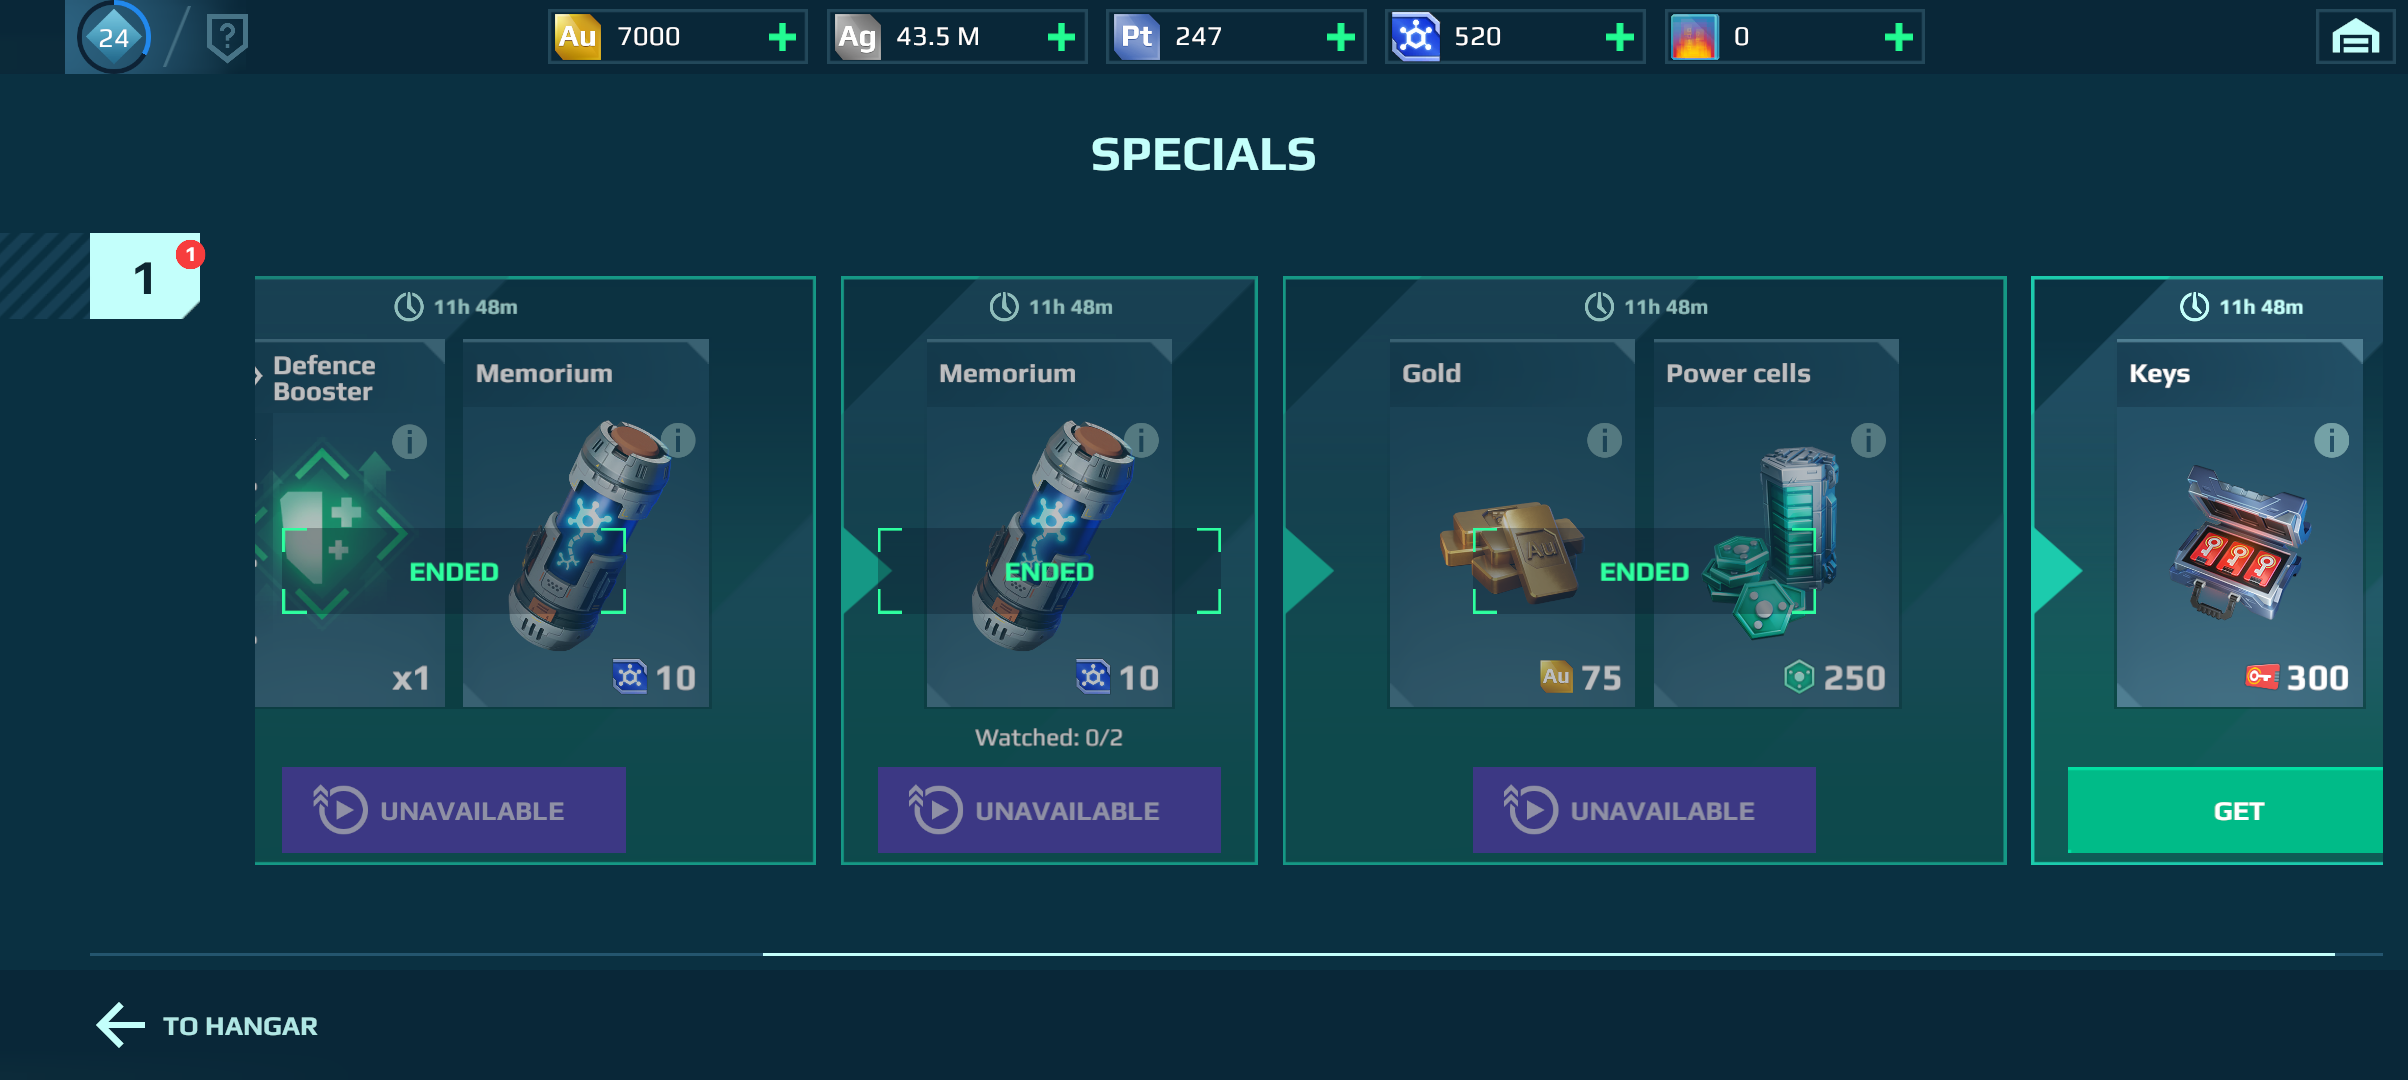 24
?
Au 7000
Ag 43.5 M
Pt 247
520
0
SPECIALS
1
1
11h 48m
Defence
Booster
x1
Memorium
10
ENDED
UNAVAILABLE
11h 48m
Memorium
10
ENDED
Watched: 0/2
UNAVAILABLE
11h 48m
Gold
Au
Au 75
Power cells
250
ENDED
UNAVAILABLE
11h 48m
Keys
300
GET
TO HANGAR